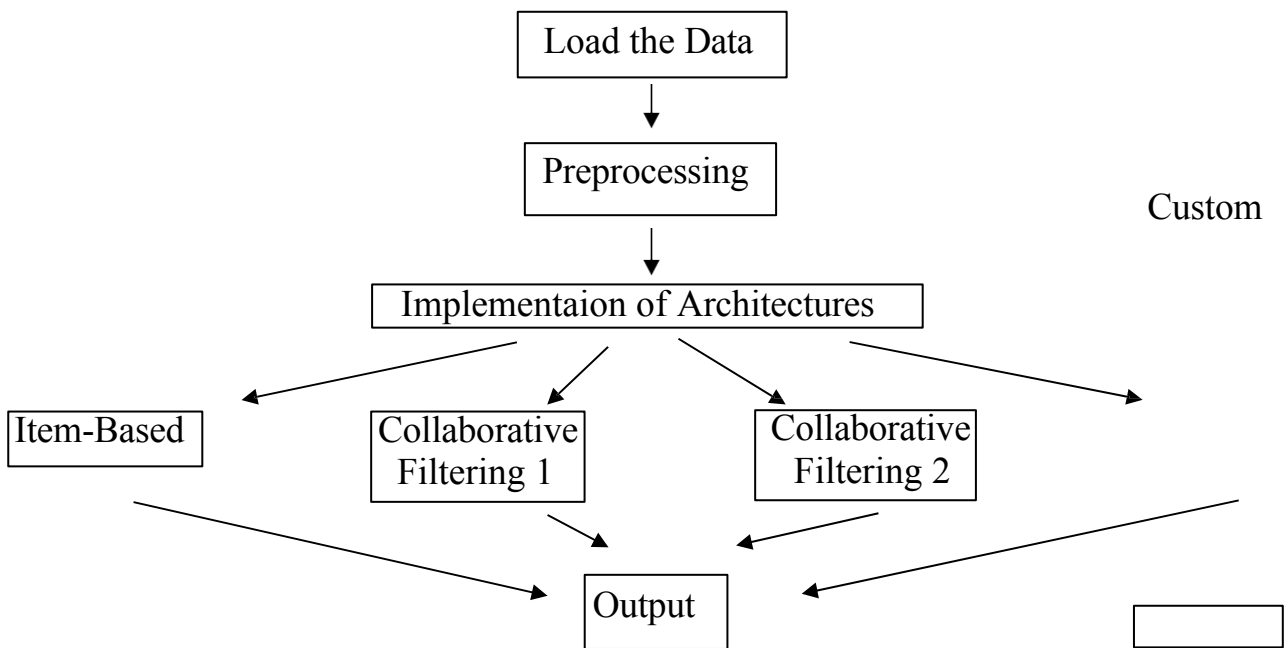 Load the Data
Preprocessing
Custom
Implementaion of Architectures
Item-Based
Collaborative
Filtering 1
Collaborative
Filtering 2
Output